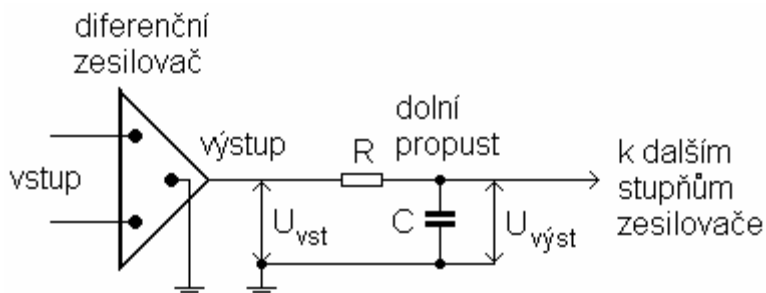 diferenční
zesilovač
vstup
výstup
U vst
R
dolní
propust
C
U výst
k dalším
stupňům
zesilovače